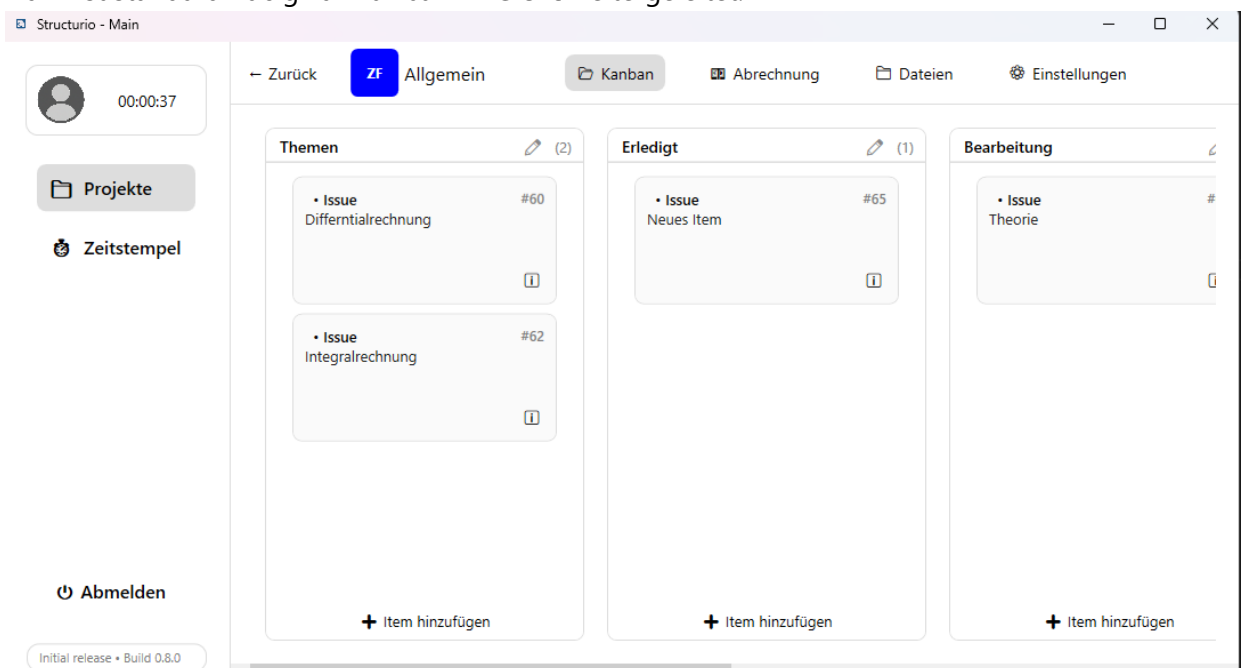 Structurio - Main
00:00:37
← Zurück ZF Allgemein Kanban Abrechnung Dateien Einstellungen
Projekte
Zeitstempel
Themen (2)
• Issue #60
Differntialrechnung
• Issue #62
Integralrechnung
+ Item hinzufügen
Erledigt (1)
• Issue #65
Neues Item
+ Item hinzufügen
Bearbeitung
• Issue #
Theorie
+ Item hinzufügen
Abmelden
Initial release • Build 0.8.0